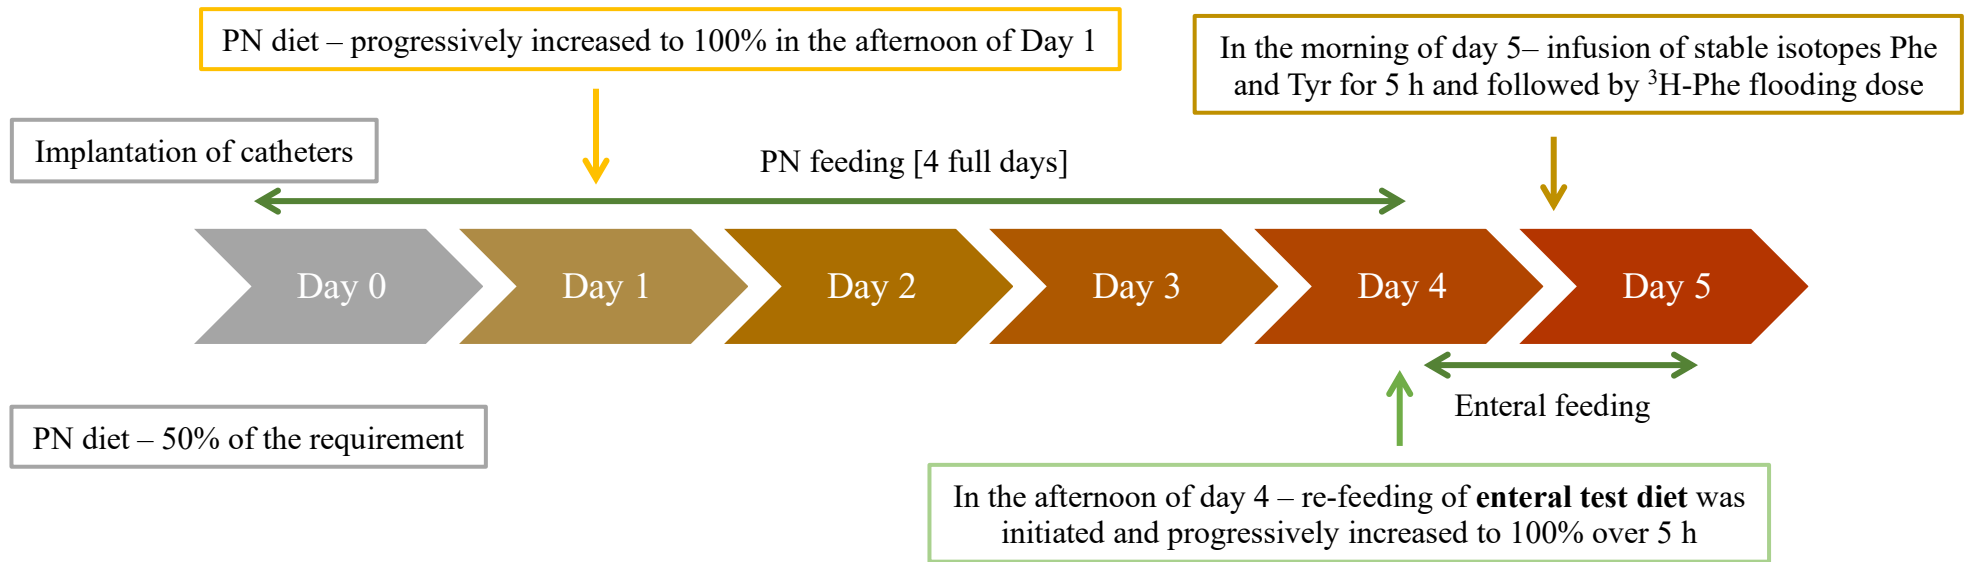 PN diet – progressively increased to 100% in the afternoon of Day 1
In the morning of day 5– infusion of stable isotopes Phe
and Tyr for 5 h and followed by ³H-Phe flooding dose
Implantation of catheters
PN feeding [4 full days]
Day 0
Day 1
Day 2
Day 3
Day 4
Day 5
PN diet – 50% of the requirement
Enteral feeding
In the afternoon of day 4 – re-feeding of enteral test diet was
initiated and progressively increased to 100% over 5 h